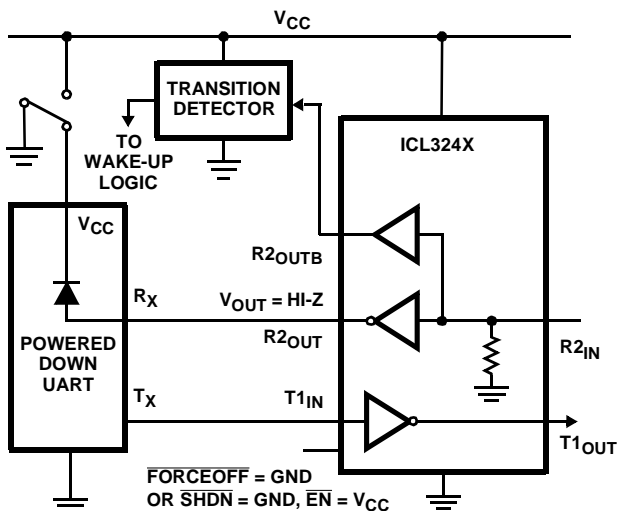 VCC
TRANSITION
DETECTOR
TO
WAKE-UP
LOGIC
ICL324X
VCC
R2OUTB
RX
VOUT = HI-Z
POWERED
DOWN
UART
R2OUT
R2IN
TX
T1IN
T1OUT
FORCEOFF = GND
OR SHDN = GND, EN = VCC